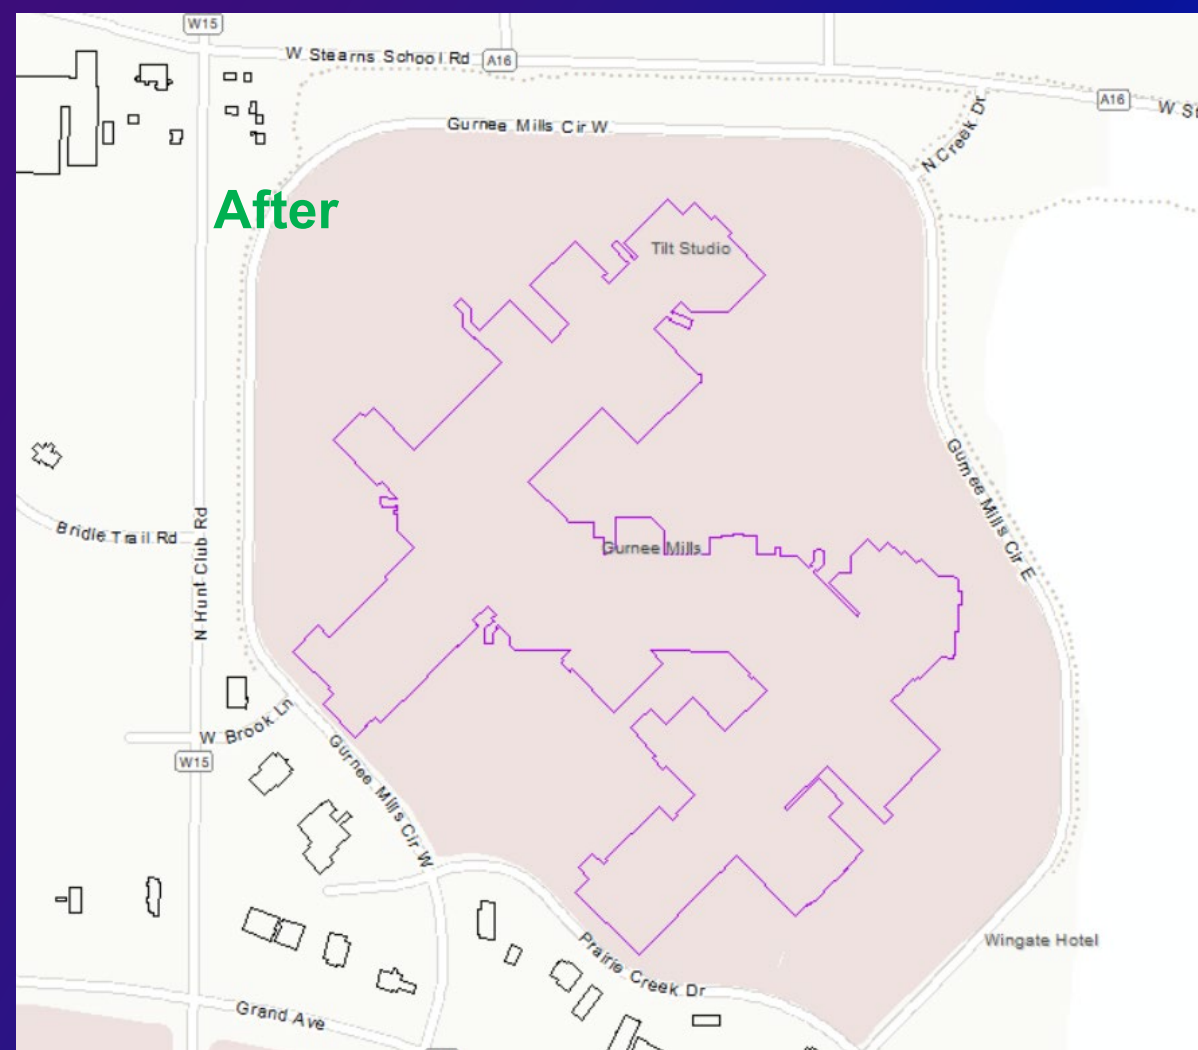 W15
W Stearns School Rd
A16
A16
W St
Gurnee Mills Cir W
N Creek Dr
After
Tilt Studio
Gurnee Mills Cir E
Bridle Trail Rd
N Hunt Club Rd
Gurnee Mills
W Brook Ln
W15
Gurnee Mills Cir W
Wingate Hotel
Prairie Creek Dr
Grand Ave